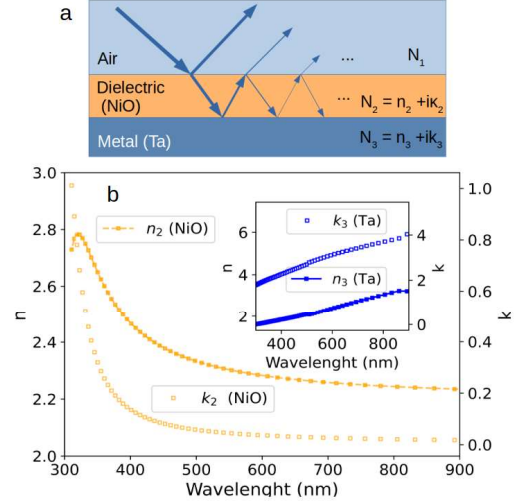 a
Air
N₁
...
Dielectric
(NiO)
... N₂ = n₂ + iκ₂
Metal (Ta)
N₃ = n₃ + ik₃
b
3.0
2.8
2.6
2.4
2.2
2.0
n
n₂ (NiO)
k₂ (NiO)
300 400 500 600 700 800 900
Wavelenght (nm)
1.0
0.8
0.6
0.4
0.2
0.0
k
k₃ (Ta)
n₃ (Ta)
6
4
2
n
4
2
0
k
400 600 800
Wavelenght (nm)